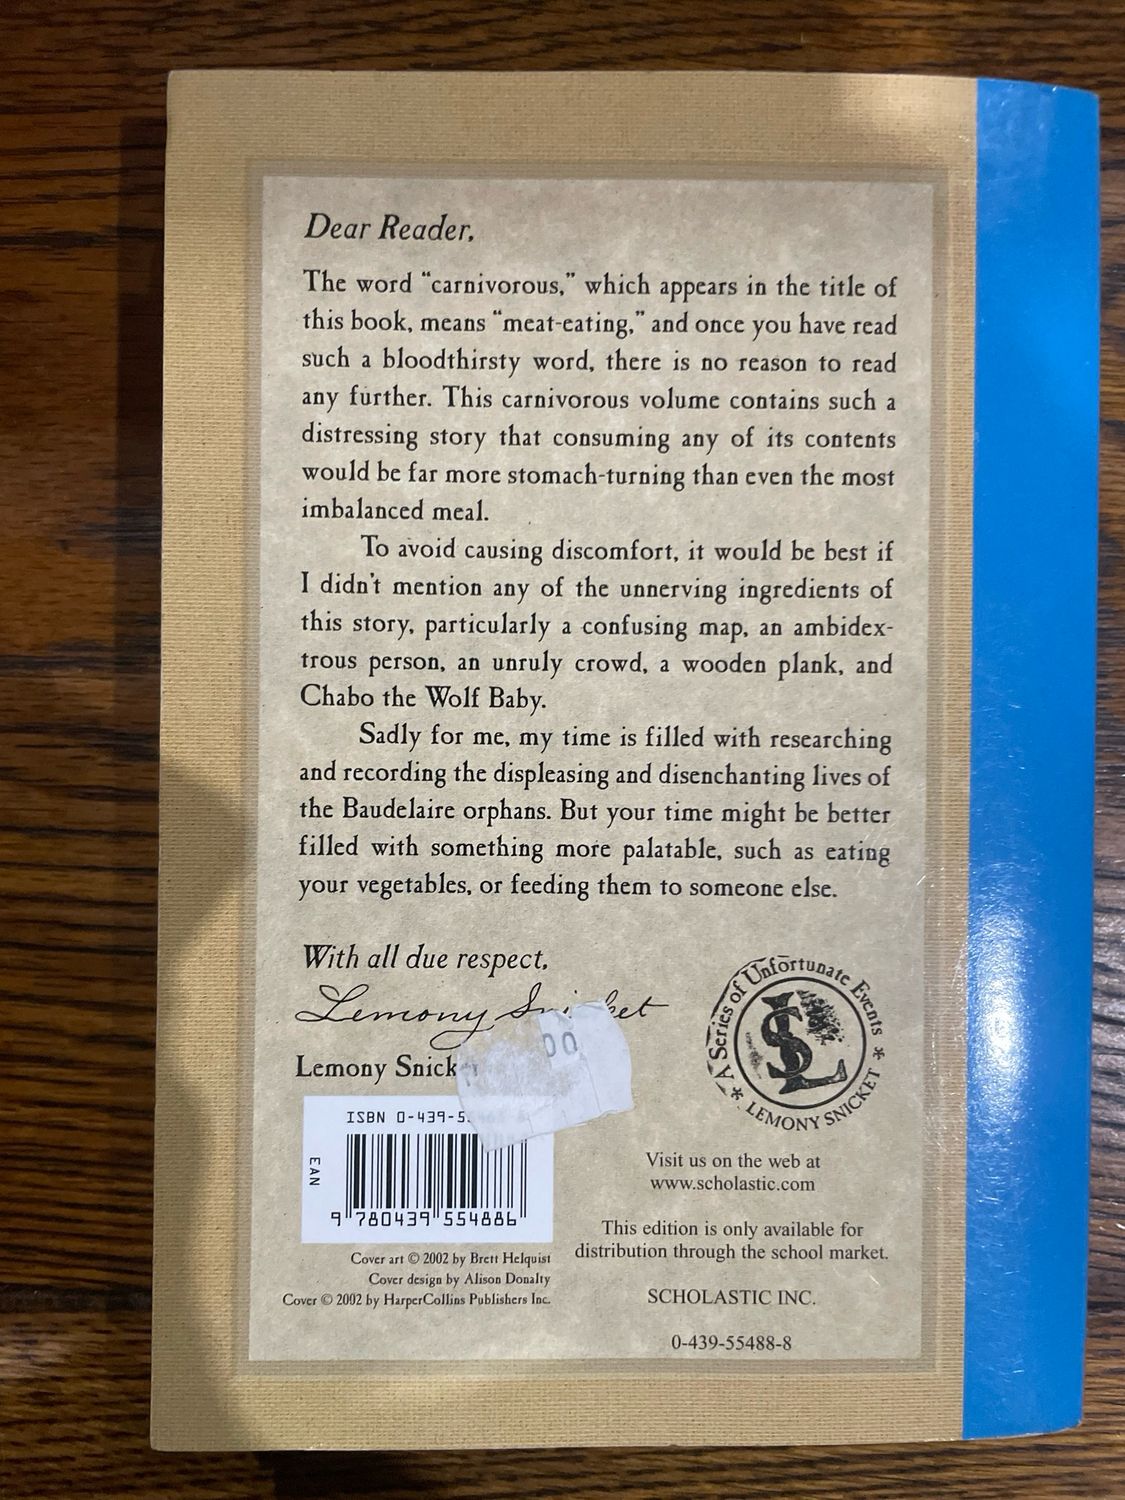 Dear Reader,
The word “carnivorous,” which appears in the title of
this book, means “meat-eating,” and once you have read
such a bloodthirsty word, there is no reason to read
any further. This carnivorous volume contains such a
distressing story that consuming any of its contents
would be far more stomach-turning than even the most
imbalanced meal.
To avoid causing discomfort, it would be best if
I didn't mention any of the unnerving ingredients of
this story, particularly a confusing map, an ambidex-
trous person, an unruly crowd, a wooden plank, and
Chabo the Wolf Baby.
Sadly for me, my time is filled with researching
and recording the displeasing and disenchanting lives of
the Baudelaire orphans. But your time might be better
filled with something more palatable, such as eating
your vegetables, or feeding them to someone else.
With all due respect,
Lemony
Lemony
00
A Series of Unfortunate Events
LS
LEMONY SNICKET
ISBN 0-439-5
EAN
9 780439 554886
Cover art © 2002 by Brett Helquist
Cover design by Alison Donalty
Cover © 2002 by HarperCollins Publishers Inc.
Visit us on the web at
www.scholastic.com
This edition is only available for
distribution through the school market.
SCHOLASTIC INC.
0-439-55488-8